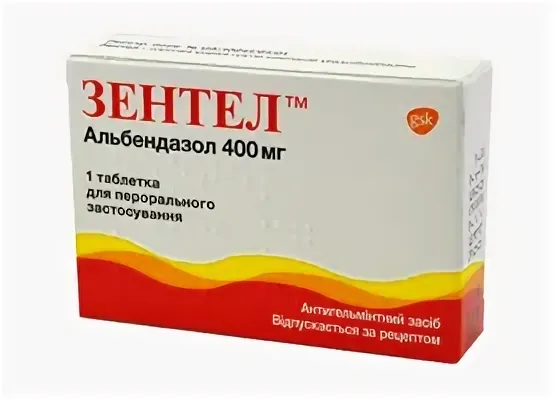 ЗЕНТЕЛ™
Альбендазол 400 мг
gsk
1 таблетка
для перорального
застосування
Антигельмінтний засіб
Відпускається за рецептом